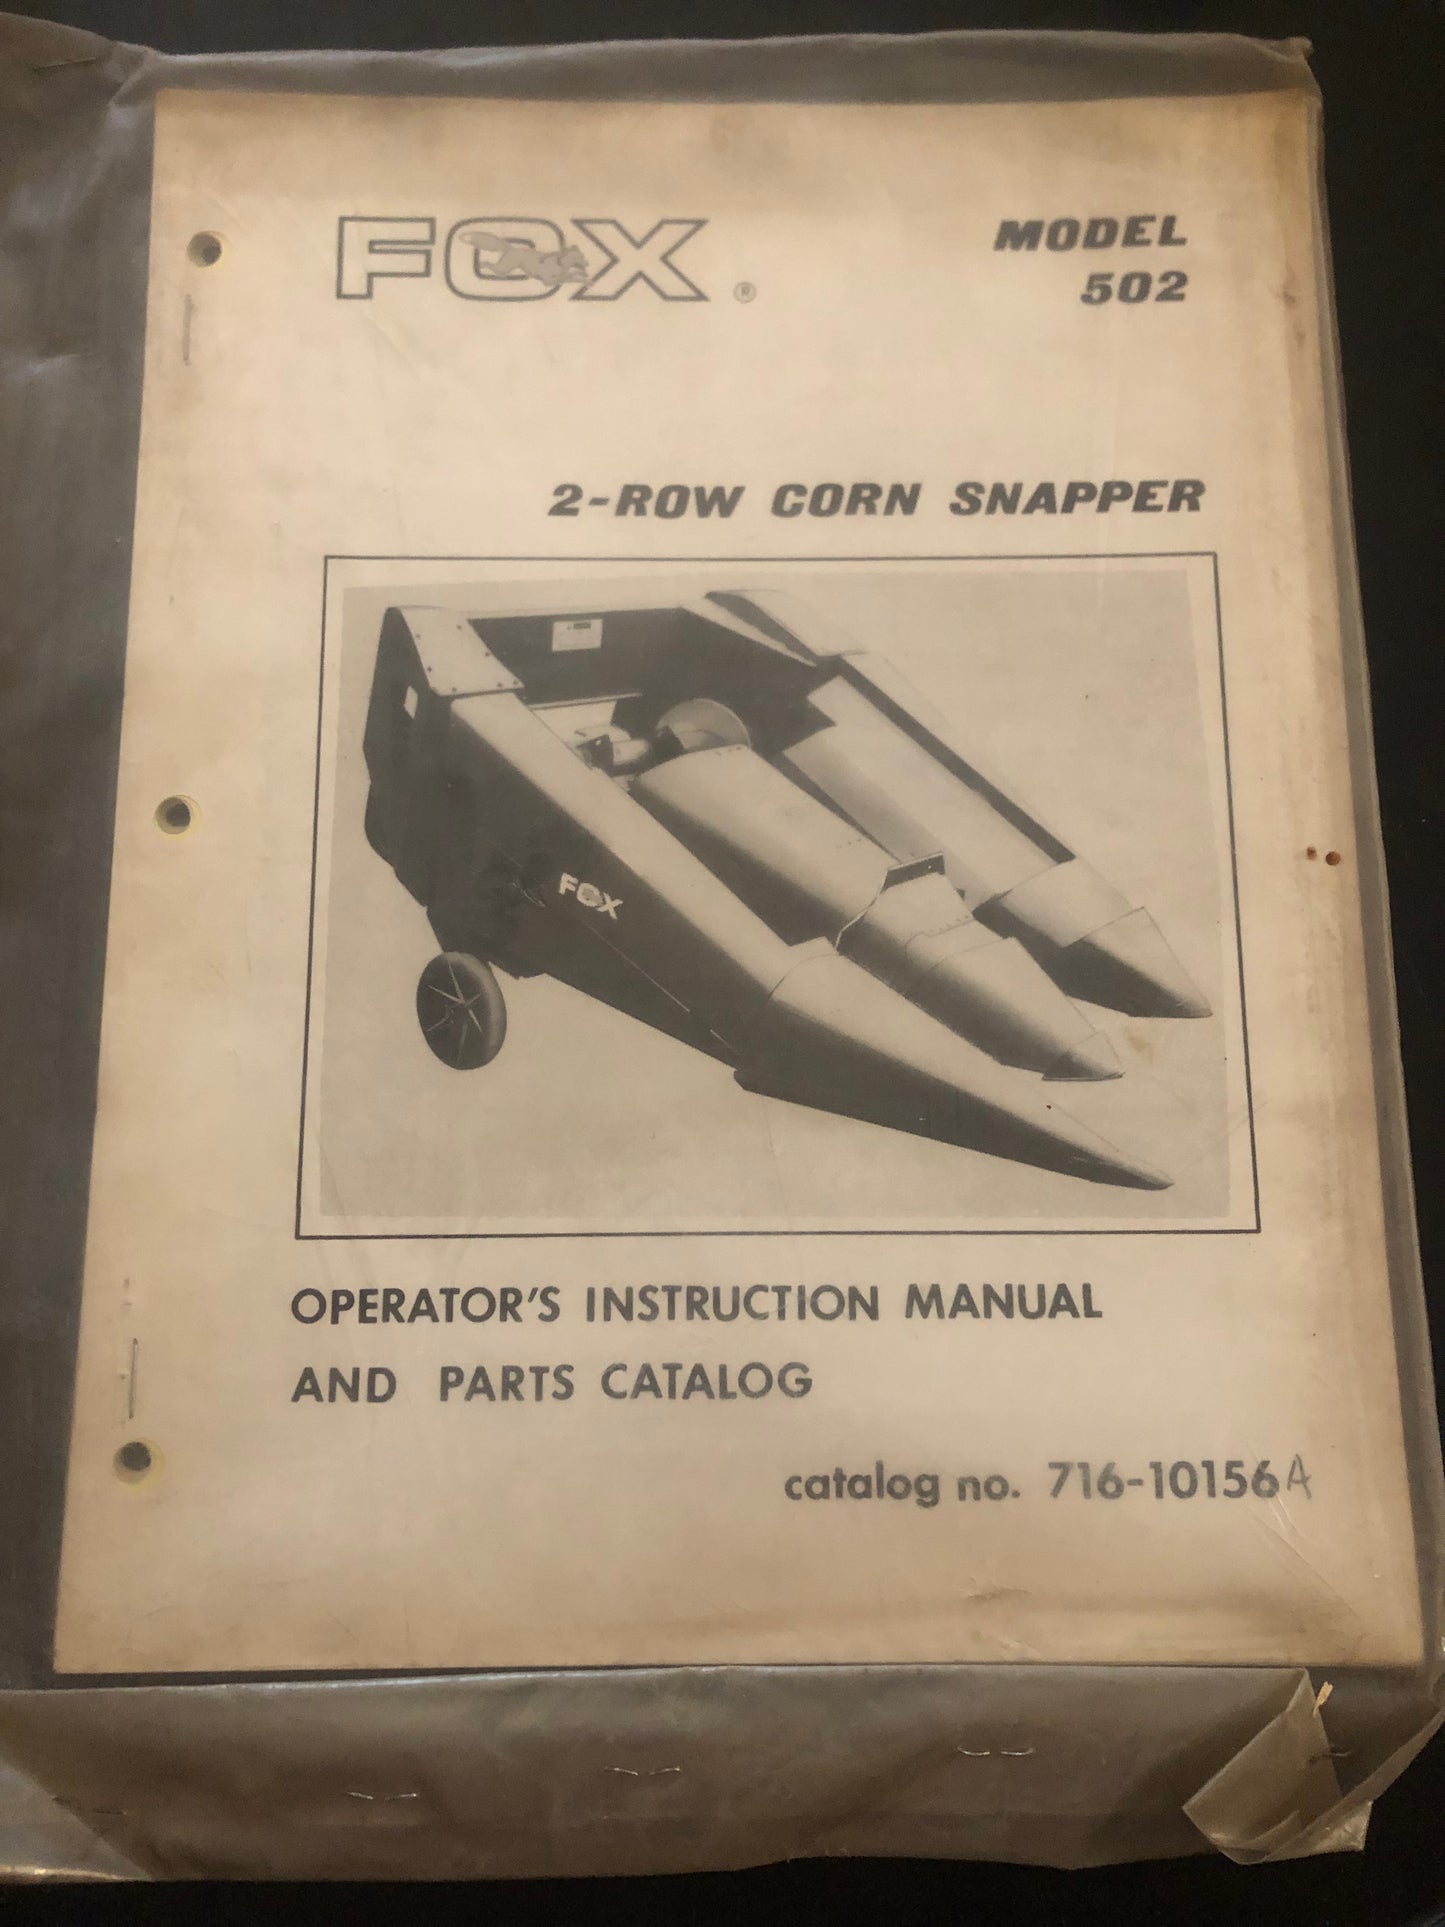 FOX ®
MODEL
502
2-ROW CORN SNAPPER
FOX
OPERATOR'S INSTRUCTION MANUAL
AND PARTS CATALOG
catalog no. 716-10156A